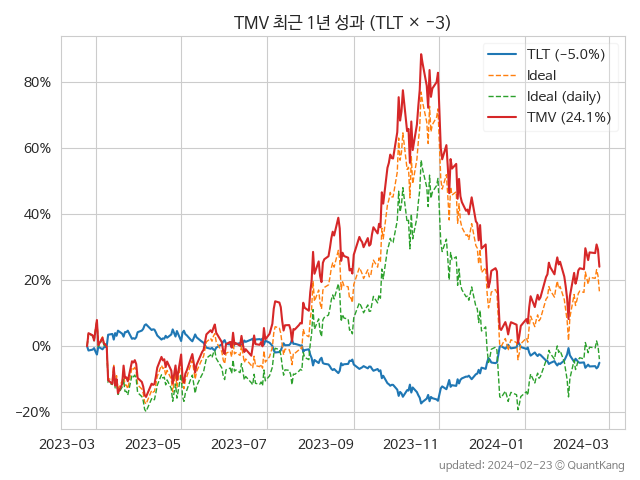 TMV 최근 1년 성과 (TLT × −3)
TLT (−5.0%)
Ideal
Ideal (daily)
TMV (24.1%)
80%
60%
40%
20%
0%
−20%
2023-03
2023-05
2023-07
2023-09
2023-11
2024-01
2024-03
updated: 2024-02-23 ⓒ QuantKang